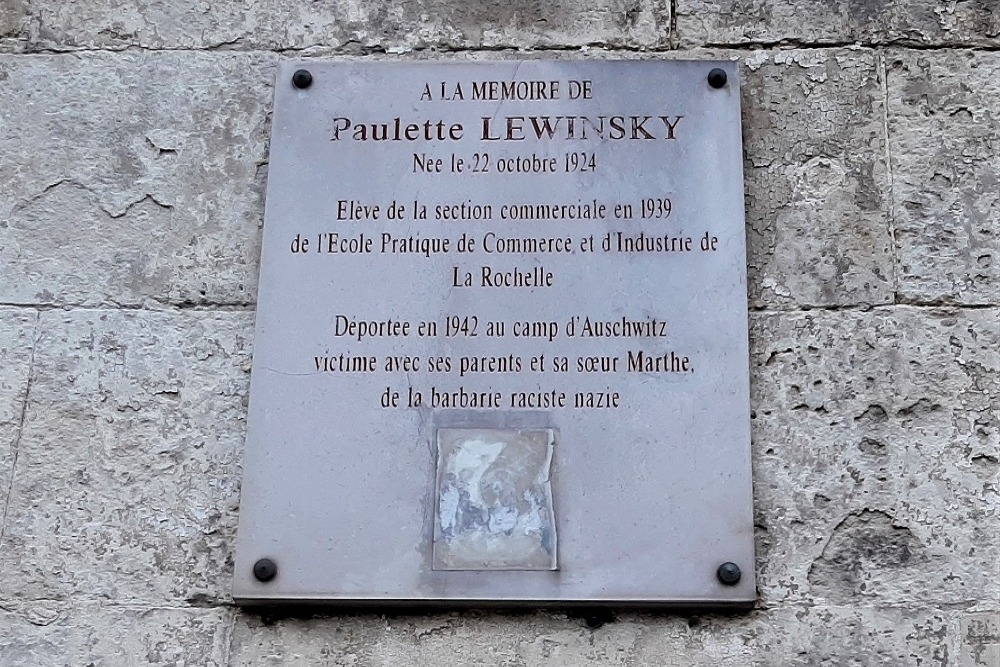 A LA MEMOIRE DE
Paulette LEWINSKY
Née le 22 octobre 1924
Elève de la section commerciale en 1939
de l'Ecole Pratique de Commerce et d'Industrie de
La Rochelle
Déportée en 1942 au camp d'Auschwitz
victime avec ses parents et sa sœur Marthe,
de la barbarie raciste nazie